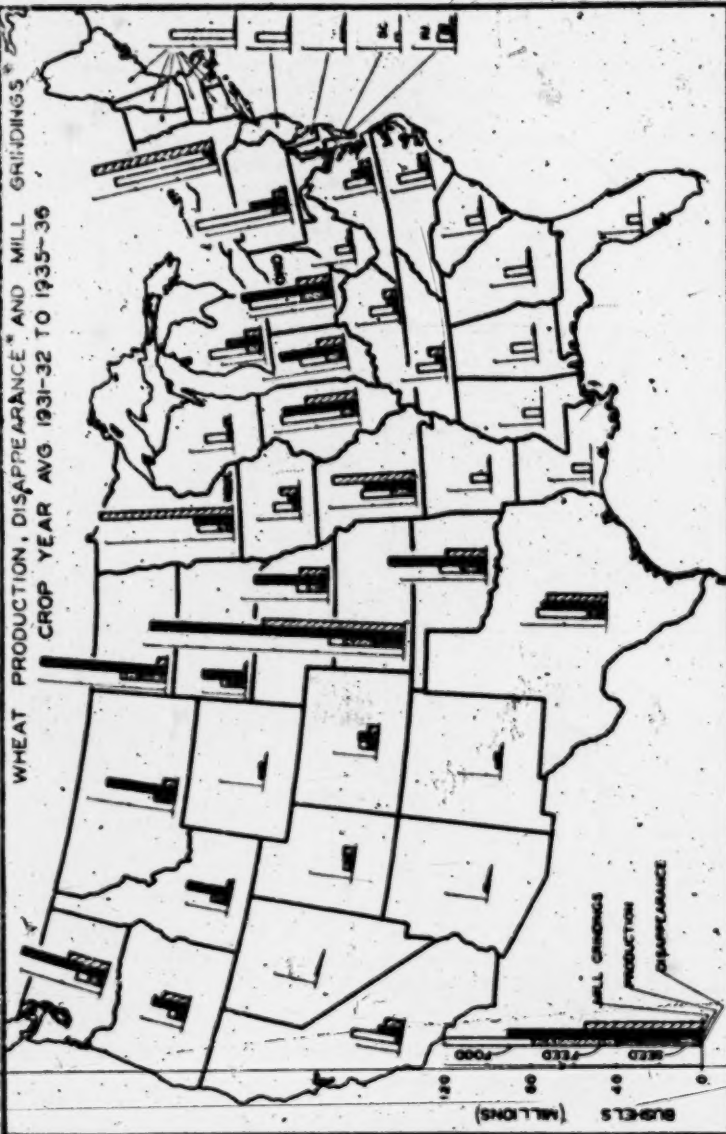 WHEAT PRODUCTION, DISAPPEARANCE* AND MILL GRINDINGS*
CROP YEAR AVG. 1931-32 TO 1935-36
OHIO
DC
BUSHELS
(MILLIONS)
120
80
40
0
FOOD
FEED
SEED
MILL GRINDINGS
PRODUCTION
DISAPPEARANCE